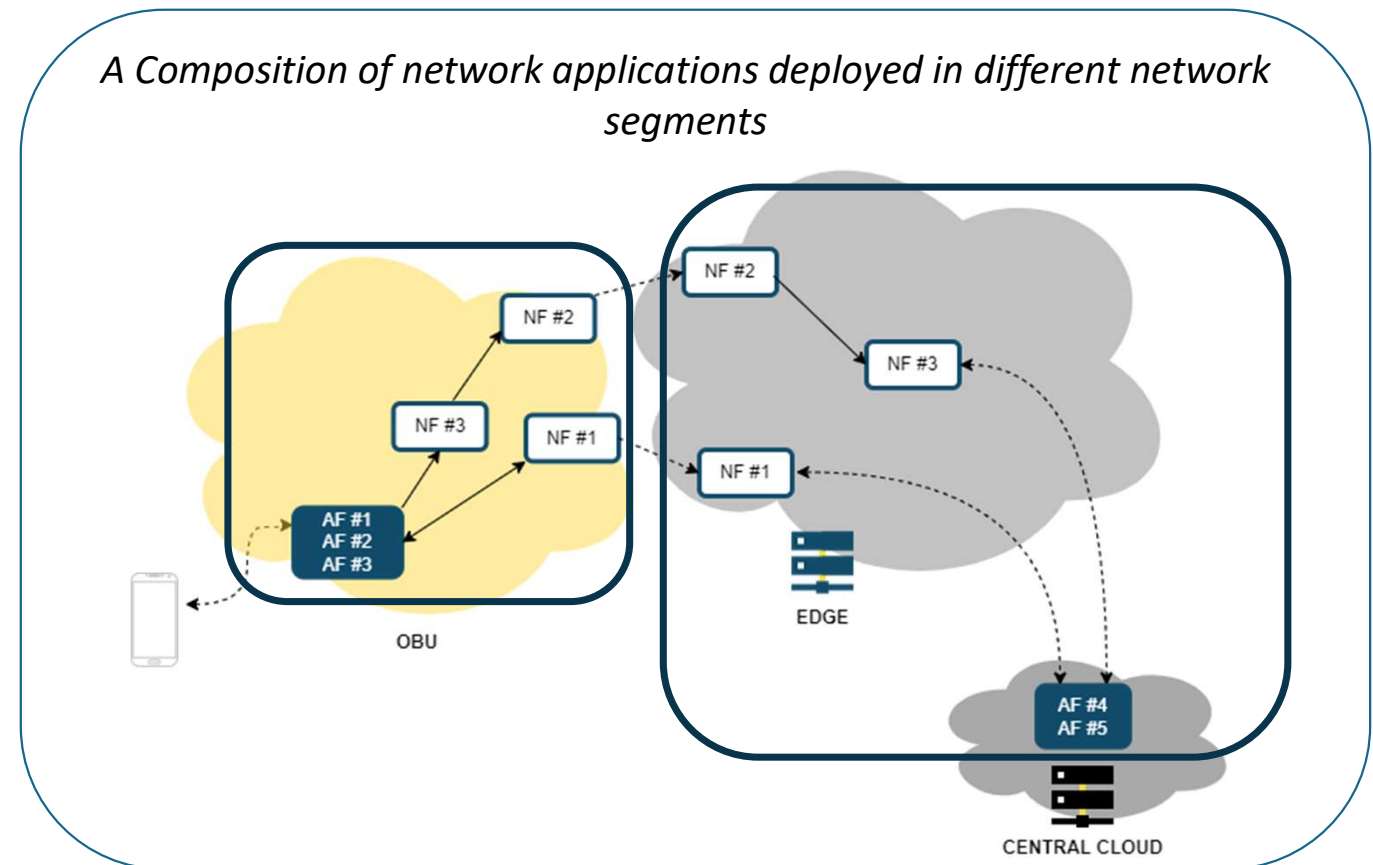 A Composition of network applications deployed in different network
segments
NF #2
NF #2
NF #3
NF #3
NF #1
NF #1
AF #1
AF #2
AF #3
EDGE
OBU
AF #4
AF #5
CENTRAL CLOUD